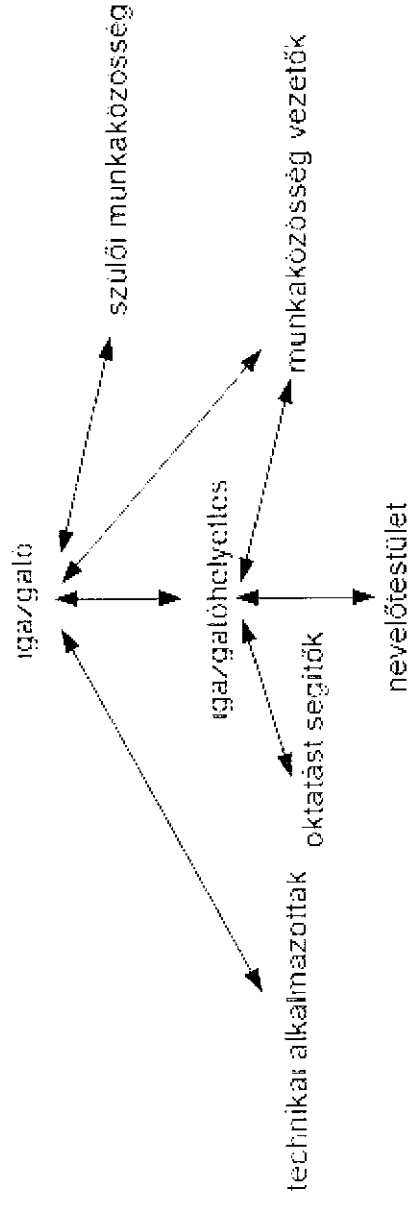 igazgató
szülői munkaközösség
igazgatóhelyettes
munkaközösség vezetők
oktatást segítők
technikai alkalmazottak
nevelőtestület